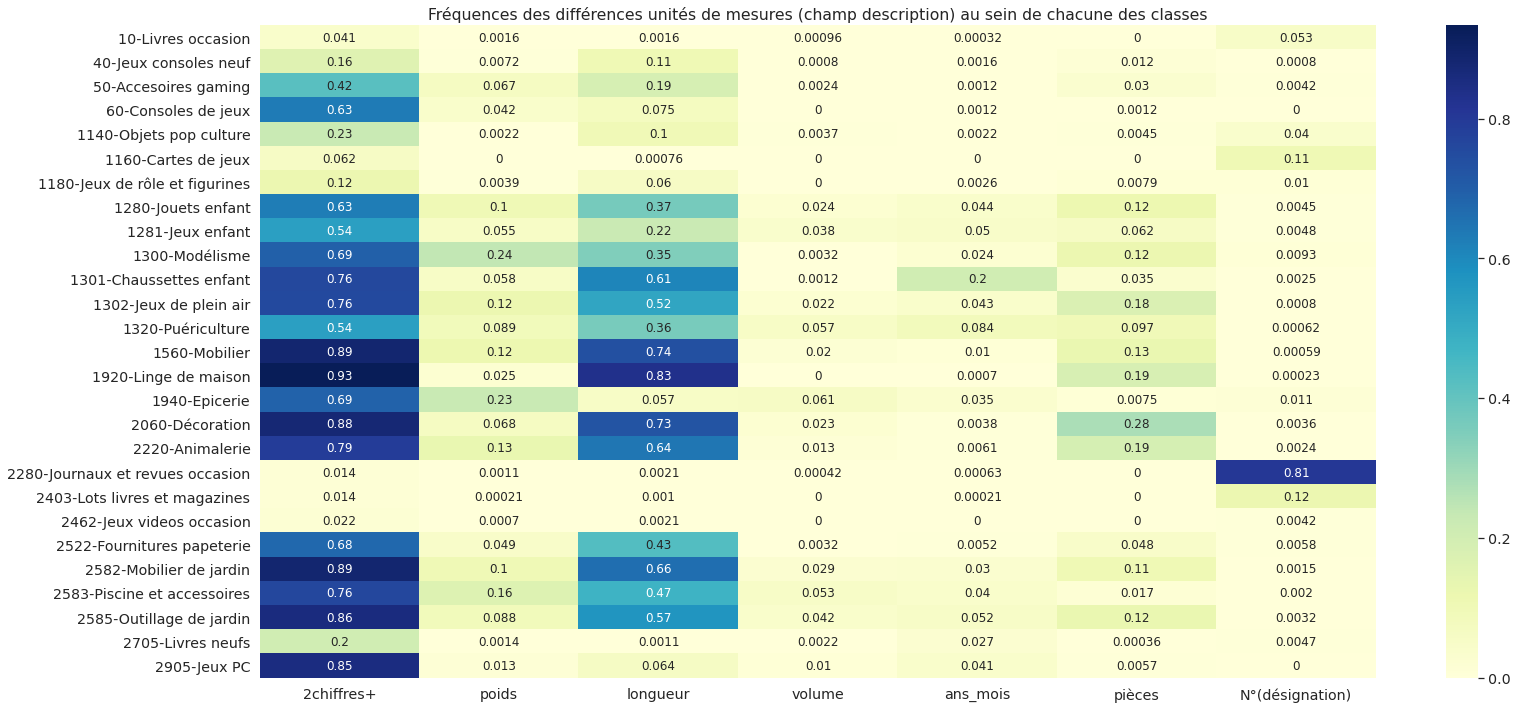 Fréquences des différences unités de mesures (champ description) au sein de chacune des classes
10-Livres occasion 0.041 0.0016 0.0016 0.00096 0.00032 0 0.053
40-Jeux consoles neuf 0.16 0.0072 0.11 0.0008 0.0016 0.012 0.0008
50-Accesoires gaming 0.42 0.067 0.19 0.0024 0.0012 0.03 0.0042
60-Consoles de jeux 0.63 0.042 0.075 0 0.0012 0.0012 0
1140-Objets pop culture 0.23 0.0022 0.1 0.0037 0.0022 0.0045 0.04
1160-Cartes de jeux 0.062 0 0.00076 0 0 0 0.11
1180-Jeux de rôle et figurines 0.12 0.0039 0.06 0 0.0026 0.0079 0.01
1280-Jouets enfant 0.63 0.1 0.37 0.024 0.044 0.12 0.0045
1281-Jeux enfant 0.54 0.055 0.22 0.038 0.05 0.062 0.0048
1300-Modélisme 0.69 0.24 0.35 0.0032 0.024 0.12 0.0093
1301-Chaussettes enfant 0.76 0.058 0.61 0.0012 0.2 0.035 0.0025
1302-Jeux de plein air 0.76 0.12 0.52 0.022 0.043 0.18 0.0008
1320-Puériculture 0.54 0.089 0.36 0.057 0.084 0.097 0.00062
1560-Mobilier 0.89 0.12 0.74 0.02 0.01 0.13 0.00059
1920-Linge de maison 0.93 0.025 0.83 0 0.0007 0.19 0.00023
1940-Epicerie 0.69 0.23 0.057 0.061 0.035 0.0075 0.011
2060-Décoration 0.88 0.068 0.73 0.023 0.0038 0.28 0.0036
2220-Animalerie 0.79 0.13 0.64 0.013 0.0061 0.19 0.0024
2280-Journaux et revues occasion 0.014 0.0011 0.0021 0.00042 0.00063 0 0.81
2403-Lots livres et magazines 0.014 0.00021 0.001 0 0.00021 0 0.12
2462-Jeux videos occasion 0.022 0.0007 0.0021 0 0 0 0.0042
2522-Fournitures papeterie 0.68 0.049 0.43 0.0032 0.0052 0.048 0.0058
2582-Mobilier de jardin 0.89 0.1 0.66 0.029 0.03 0.11 0.0015
2583-Piscine et accessoires 0.76 0.16 0.47 0.053 0.04 0.017 0.002
2585-Outillage de jardin 0.86 0.088 0.57 0.042 0.052 0.12 0.0032
2705-Livres neufs 0.2 0.0014 0.0011 0.0022 0.027 0.00036 0.0047
2905-Jeux PC 0.85 0.013 0.064 0.01 0.041 0.0057 0
2chiffres+ poids longueur volume ans_mois pièces N°(désignation)
0.8
0.6
0.4
0.2
0.0